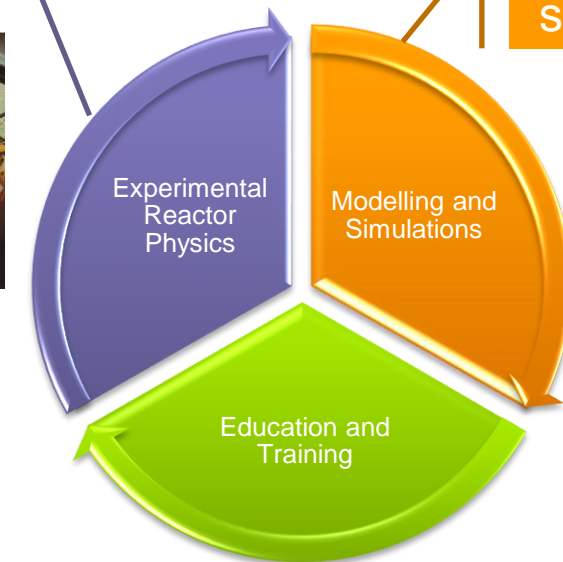 S
Experimental
Reactor
Physics
Modelling and
Simulations
Education and
Training